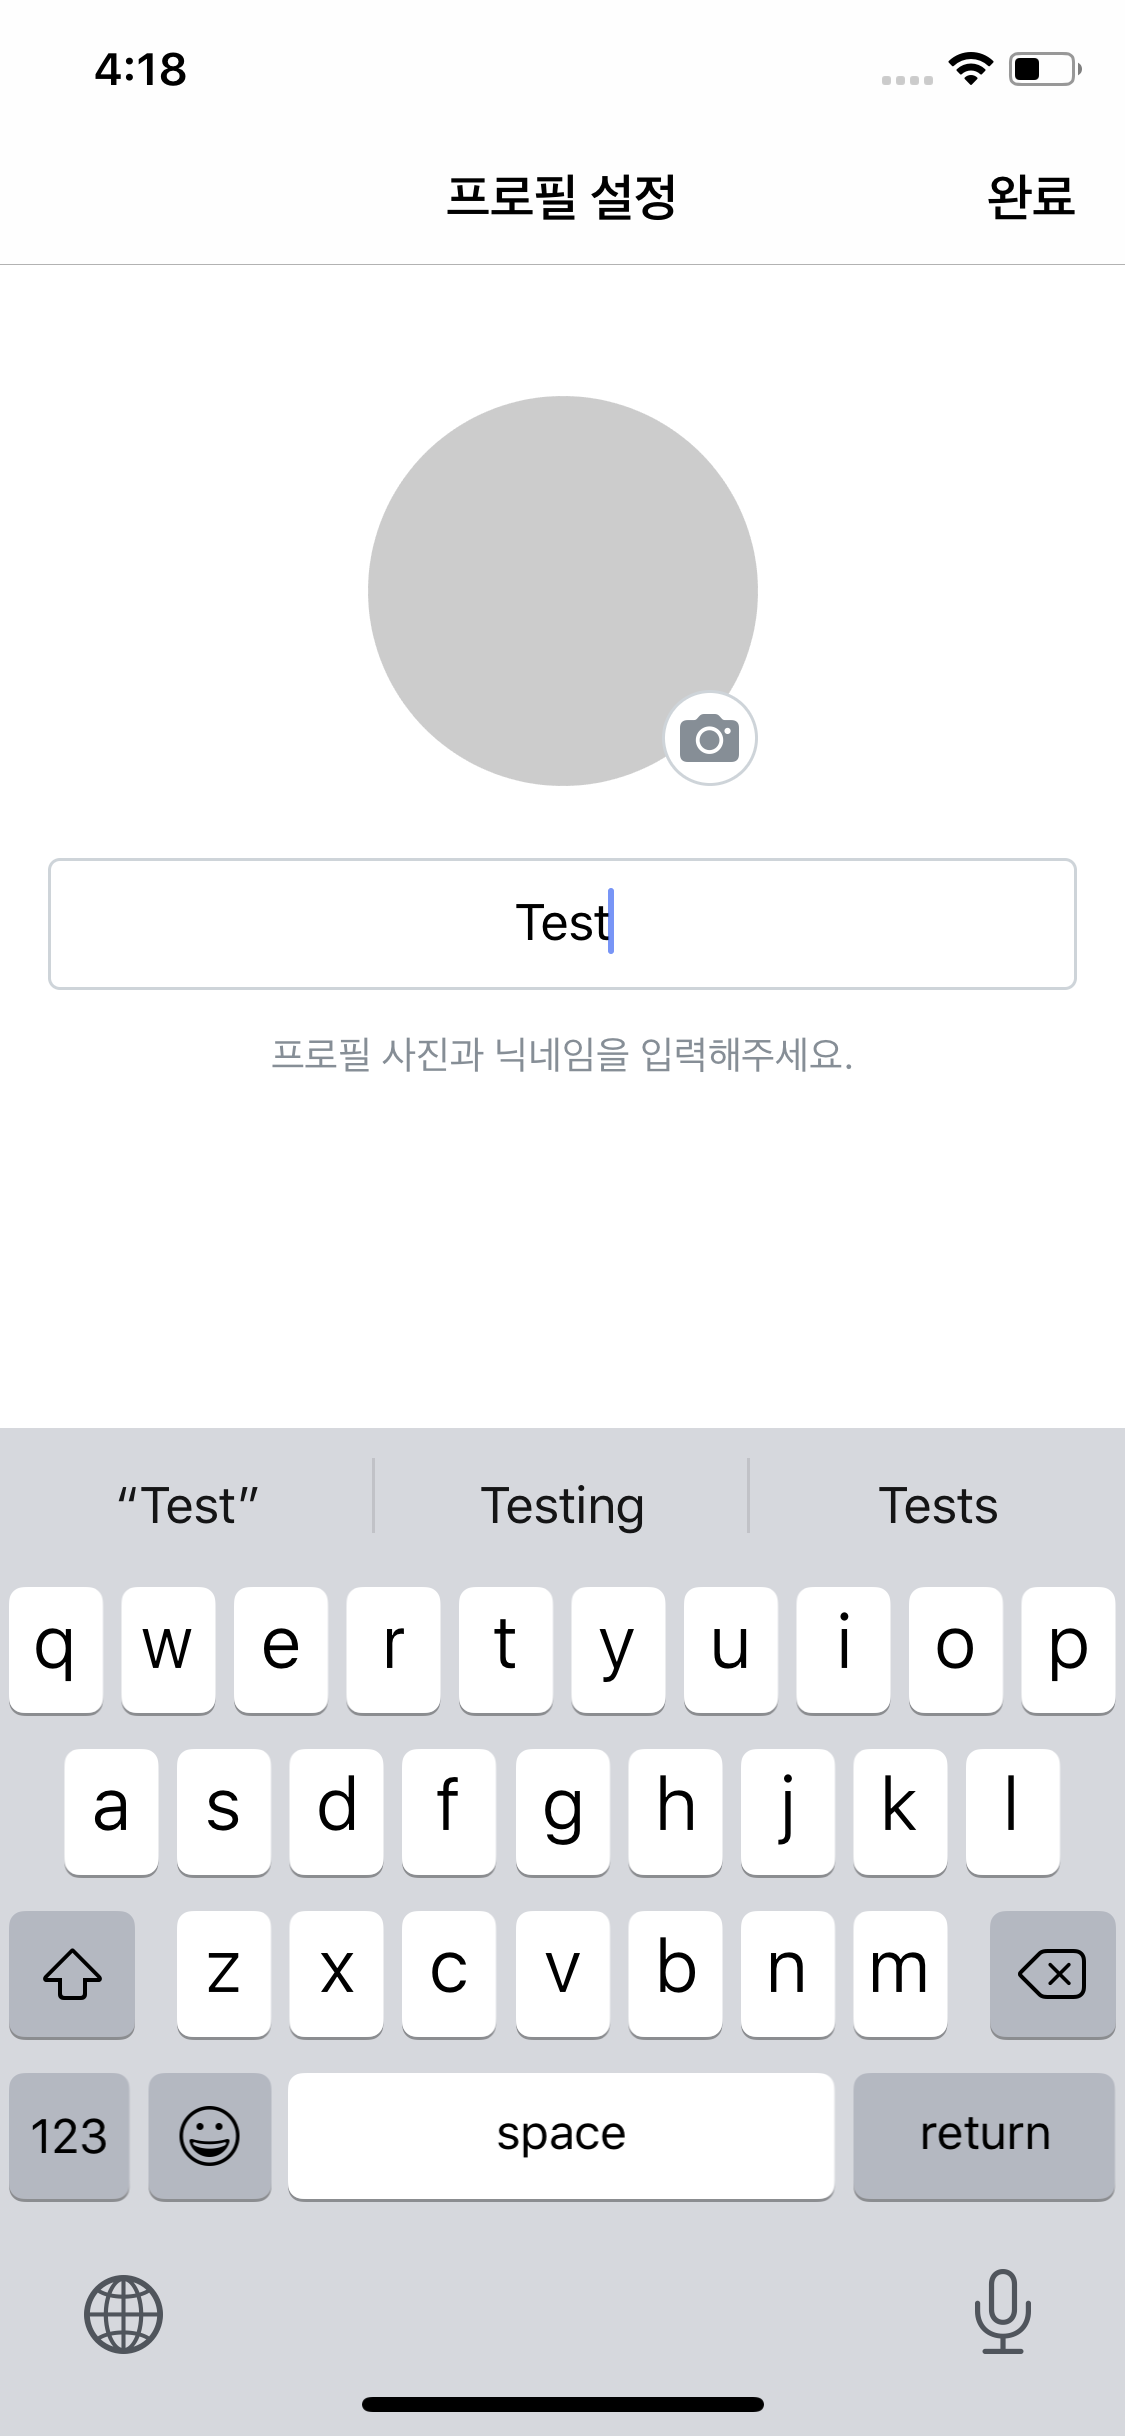 4:18
프로필 설정 완료
Test
프로필 사진과 닉네임을 입력해주세요.
“Test” Testing Tests
q w e r t y u i o p
a s d f g h j k l
z x c v b n m
123 space return